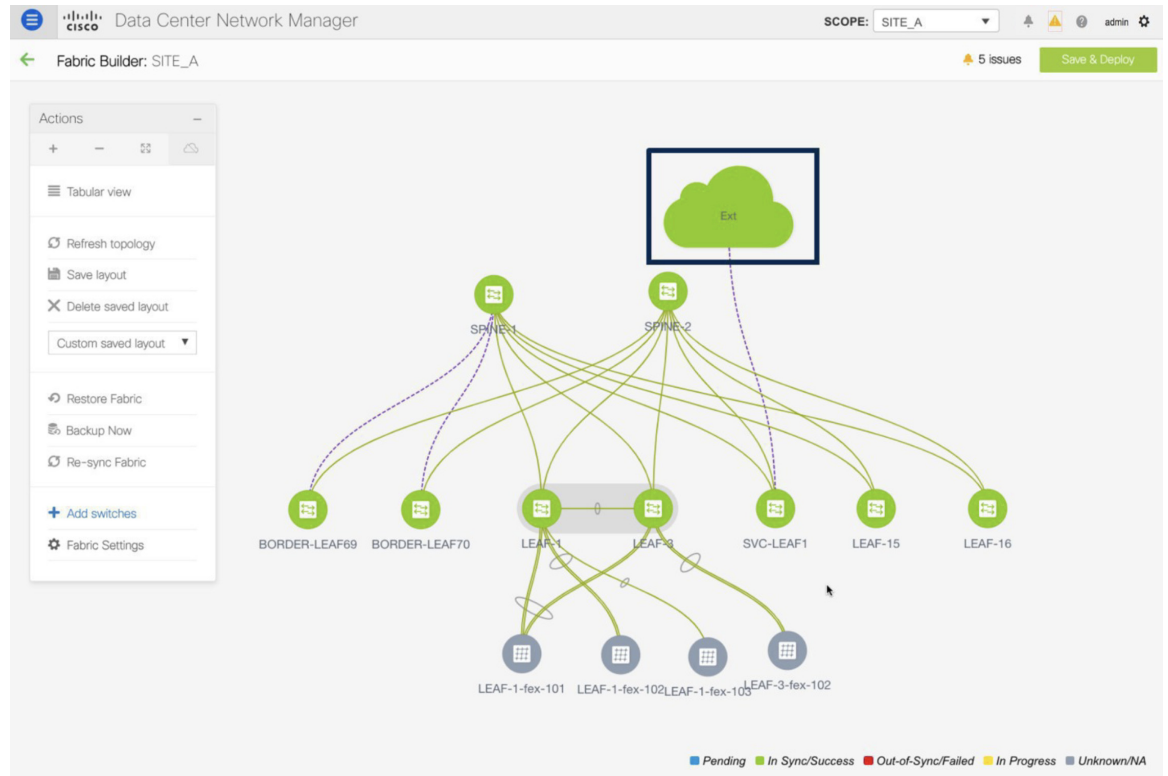 CISCO Data Center Network Manager
SCOPE: SITE_A
admin
Fabric Builder: SITE_A
5 issues
Save & Deploy
Actions
Tabular view
Refresh topology
Save layout
Delete saved layout
Custom saved layout
Restore Fabric
Backup Now
Re-sync Fabric
Add switches
Fabric Settings
Ext
SPINE-1
SPINE-2
BORDER-LEAF69
BORDER-LEAF70
LEAF-1
LEAF-3
SVC-LEAF1
LEAF-15
LEAF-16
LEAF-1-fex-101
LEAF-1-fex-102
LEAF-1-fex-103
LEAF-3-fex-102
Pending In Sync/Success Out-of-Sync/Failed In Progress Unknown/NA